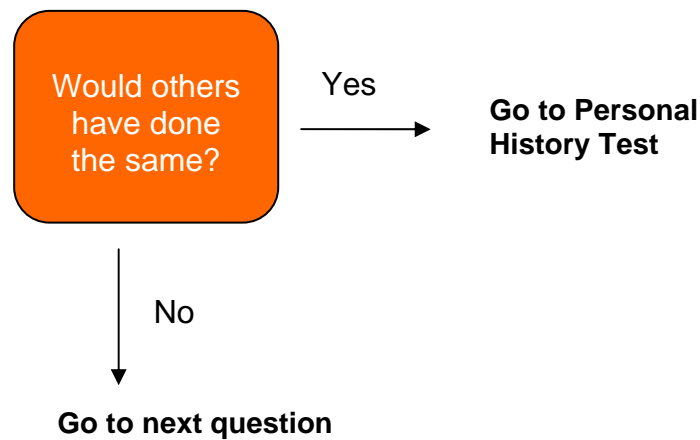 Would others
have done
the same?
Yes
Go to Personal
History Test
No
Go to next question